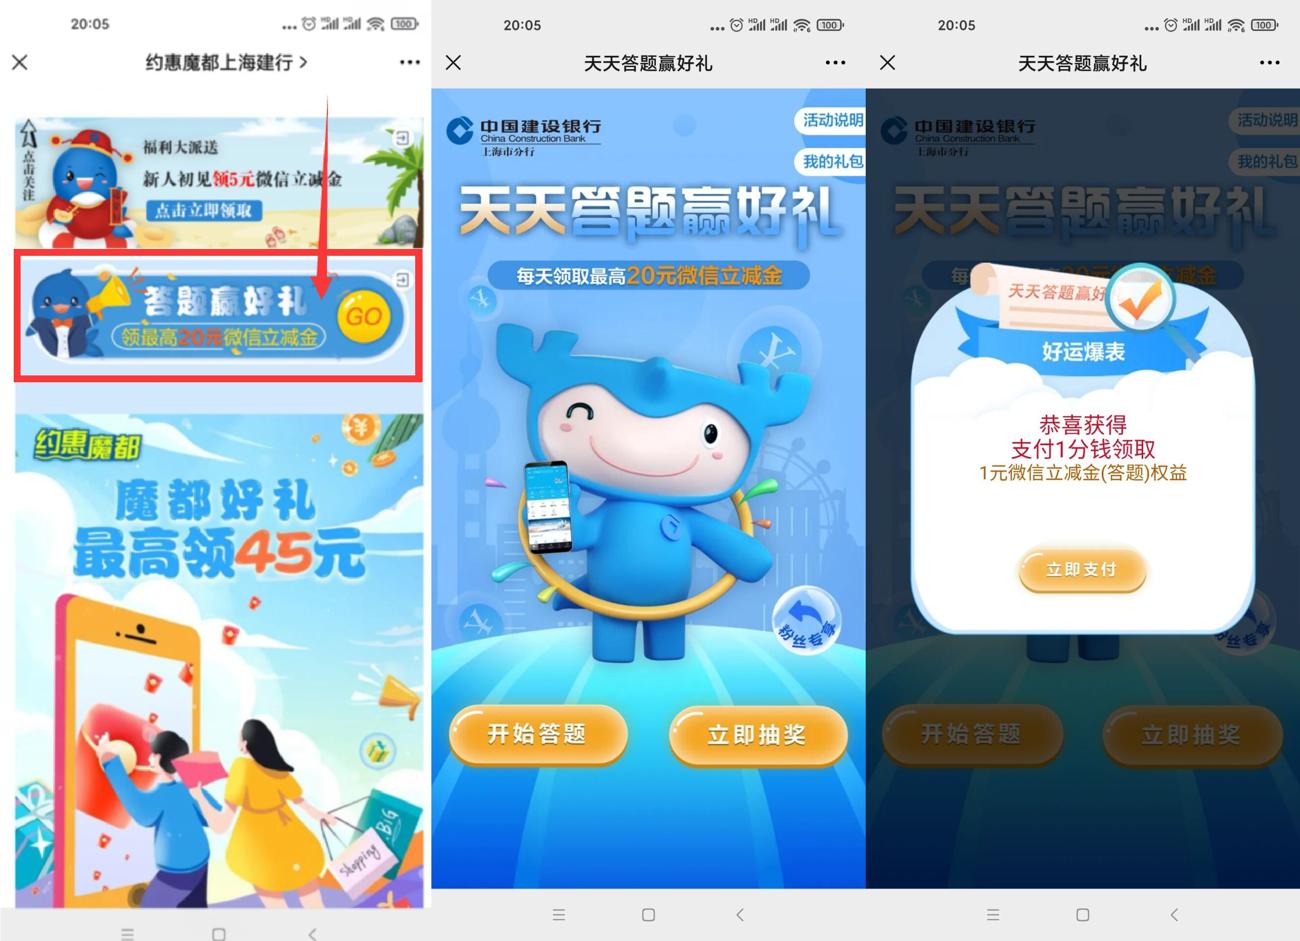 20:05
约惠魔都上海建行
点击关注
福利大派送
新人初见领5元微信立减金
点击立即领取
答题赢好礼
领最高20元微信立减金
GO
约惠魔都
魔都好礼
最高领45元
BIG
Shopping
20:05
100
天天答题赢好礼
中国建设银行
China Construction Bank
上海市分行
活动说明
我的礼包
天天答题赢好礼
每天领取最高20元微信立减金
粉丝专享
开始答题
立即抽奖
20:05
100
天天答题赢好礼
中国建设银行
China Construction Bank
上海市分行
活动说明
我的礼包
天天答题赢好礼
天天答题赢好
好运爆表
恭喜获得
支付1分钱领取
1元微信立减金(答题)权益
立即支付
开始答题
立即抽奖